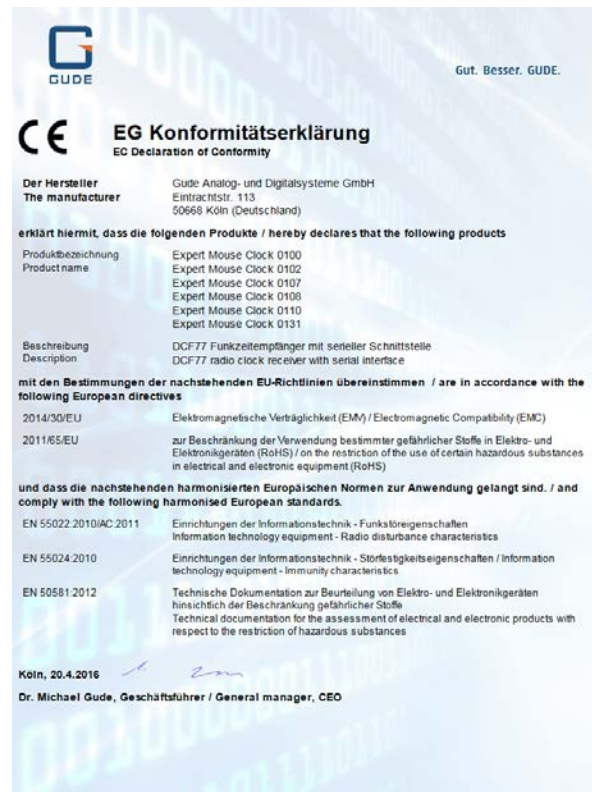 GUDE
Gut. Besser. GUDE.
CE
EG Konformitätserklärung
EC Declaration of Conformity
Der Hersteller
The manufacturer
Gude Analog- und Digitalsysteme GmbH
Eintrachtstr. 113
50668 Köln (Deutschland)
erklärt hiermit, dass die folgenden Produkte / hereby declares that the following products
Produktbezeichnung
Product name
Expert Mouse Clock 0100
Expert Mouse Clock 0102
Expert Mouse Clock 0107
Expert Mouse Clock 0108
Expert Mouse Clock 0110
Expert Mouse Clock 0131
Beschreibung
Description
DCF77 Funkzeitempfänger mit serieller Schnittstelle
DCF77 radio clock receiver with serial interface
mit den Bestimmungen der nachstehenden EU-Richtlinien übereinstimmen / are in accordance with the
following European directives
2014/30/EU
Elektromagnetische Verträglichkeit (EMV) / Electromagnetic Compatibility (EMC)
2011/65/EU
zur Beschränkung der Verwendung bestimmter gefährlicher Stoffe in Elektro- und
Elektronikgeräten (RoHS) / on the restriction of the use of certain hazardous substances
in electrical and electronic equipment (RoHS)
und dass die nachstehenden harmonisierten Europäischen Normen zur Anwendung gelangt sind. / and
comply with the following harmonised European standards.
EN 55022:2010/AC:2011
Einrichtungen der Informationstechnik - Funkstöreigenschaften
Information technology equipment - Radio disturbance characteristics
EN 55024:2010
Einrichtungen der Informationstechnik - Störfestigkeitseigenschaften / Information
technology equipment - Immunity characteristics
EN 50581:2012
Technische Dokumentation zur Beurteilung von Elektro- und Elektronikgeräten
hinsichtlich der Beschränkung gefährlicher Stoffe
Technical documentation for the assessment of electrical and electronic products with
respect to the restriction of hazardous substances
Köln, 20.4.2016
Dr. Michael Gude, Geschäftsführer / General manager, CEO